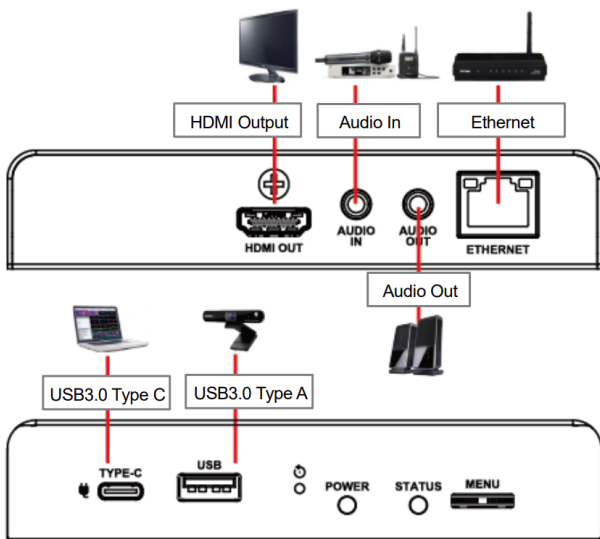 HDMI Output
Audio In
Ethernet
HDMI OUT
AUDIO
IN
AUDIO
OUT
ETHERNET
Audio Out
USB3.0 Type C
USB3.0 Type A
TYPE-C
USB
POWER
STATUS
MENU